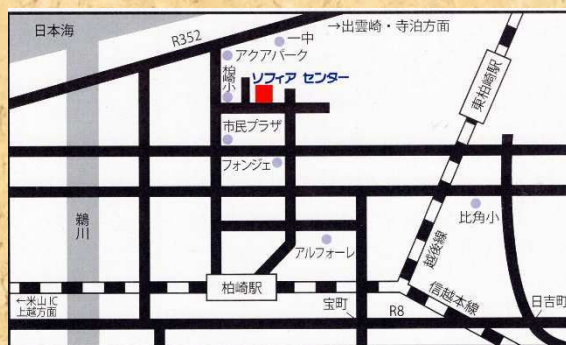 日本海
R352
→出雲崎・寺泊方面
一中
アクアパーク
柏崎小
ソフィア センター
東柏崎駅
市民プラザ
フォンジェ
鵜川
比角小
アルフォーレ
越後線
柏崎駅
信越本線
←米山IC
上越方面
宝町
R8
日吉町